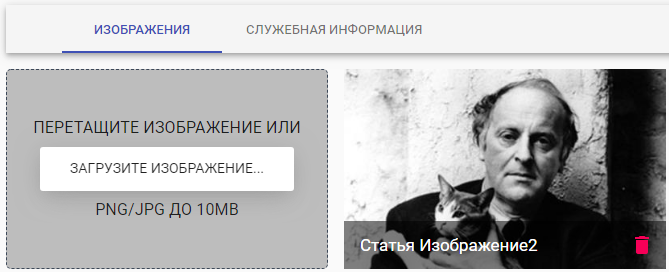 ИЗОБРАЖЕНИЯ СЛУЖЕБНАЯ ИНФОРМАЦИЯ
ПЕРЕТАЩИТЕ ИЗОБРАЖЕНИЕ ИЛИ
ЗАГРУЗИТЕ ИЗОБРАЖЕНИЕ...
PNG/JPG ДО 10MB
Статья Изображение2